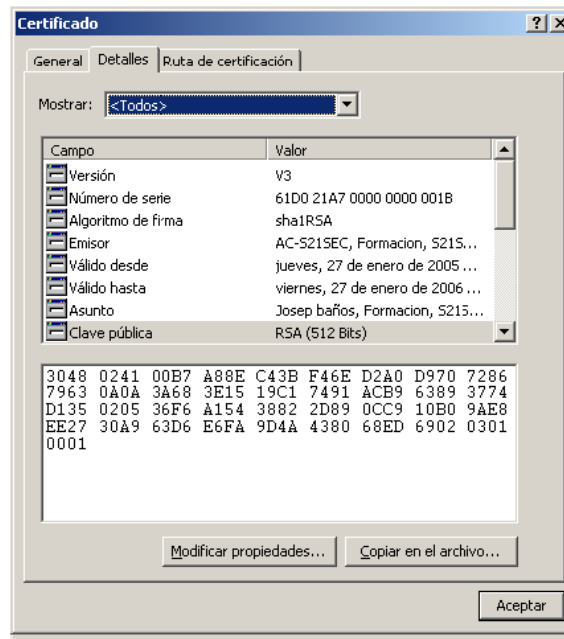 Certificado
General Detalles Ruta de certificación
Mostrar: <Todos>
Campo Valor
Versión V3
Número de serie 61D0 21A7 0000 0000 001B
Algoritmo de firma sha1RSA
Emisor AC-S21SEC, Formacion, S21S...
Válido desde jueves, 27 de enero de 2005 ...
Válido hasta viernes, 27 de enero de 2006 ...
Asunto Josep baños, Formacion, S21S...
Clave pública RSA (512 Bits)
3048 0241 00B7 A88E C43B F46E D2A0 D970 7286
7963 0A0A 3A68 3E15 19C1 7491 ACB9 6389 3774
D135 0205 36F6 A154 3882 2D89 0CC9 10B0 9AE8
EE27 30A9 63D6 E6FA 9D4A 4380 68ED 6902 0301
0001
Modificar propiedades... Copiar en el archivo...
Aceptar